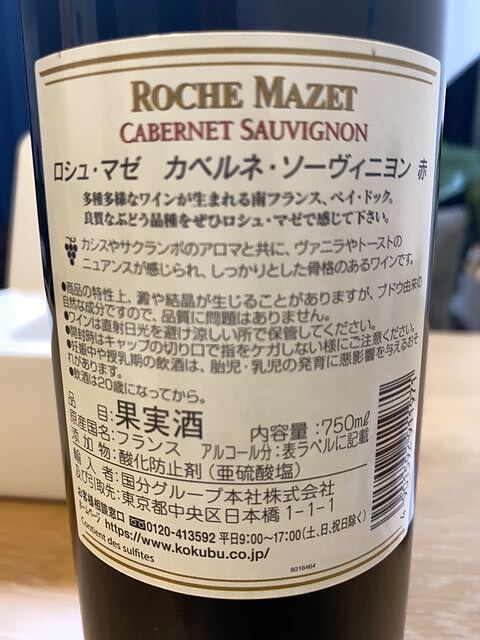 ROCHE MAZET
CABERNET SAUVIGNON
ロシュ・マゼ カベルネ・ソーヴィニヨン 赤
多種多様なワインが生まれる南フランス、ペイ・ドック。
良質なぶどう品種をぜひロシュ・マゼで感じて下さい。
カシスやサクランボのアロマと共に、ヴァニラやトーストの
ニュアンスが感じられ、しっかりとした骨格のあるワインです。
●商品の特性上、澱や結晶が生じることがありますが、ブドウ由来の
自然な成分ですので、品質に問題はありません。
●ワインは直射日光を避け涼しい所で保管してください。
●開封時はキャップの切り口で指をケガしない様にご注意ください。
●妊娠中や授乳期の飲酒は、胎児・乳児の発育に悪影響を与えるおそ
れがあります。
●飲酒は20歳になってから。
品目:果実酒 内容量:750mℓ
原産国名:フランス アルコール分:表ラベルに記載
添加物:酸化防止剤(亜硫酸塩)
輸入者:国分グループ本社株式会社
及び引取先:東京都中央区日本橋1-1-1
お客様相談窓口 0120-413592 平日9:00〜17:00(土、日、祝日除く)
ホームページ https://www.kokubu.co.jp/
Contient des sulfites
8016464